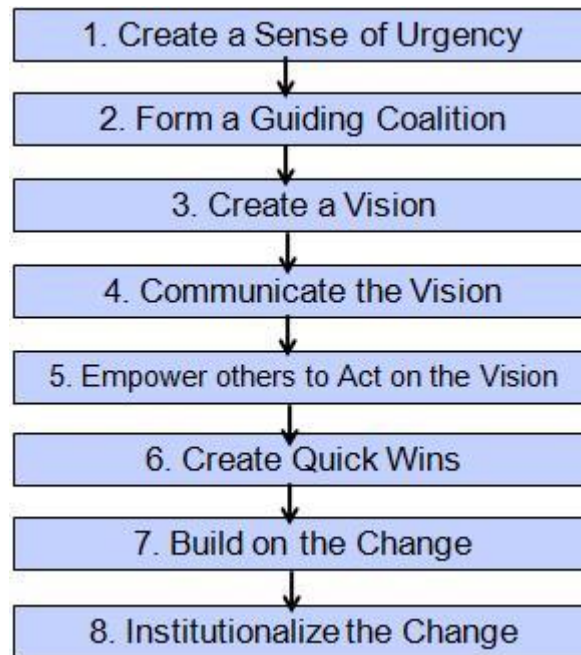 1. Create a Sense of Urgency
2. Form a Guiding Coalition
3. Create a Vision
4. Communicate the Vision
5. Empower others to Act on the Vision
6. Create Quick Wins
7. Build on the Change
8. Institutionalize the Change